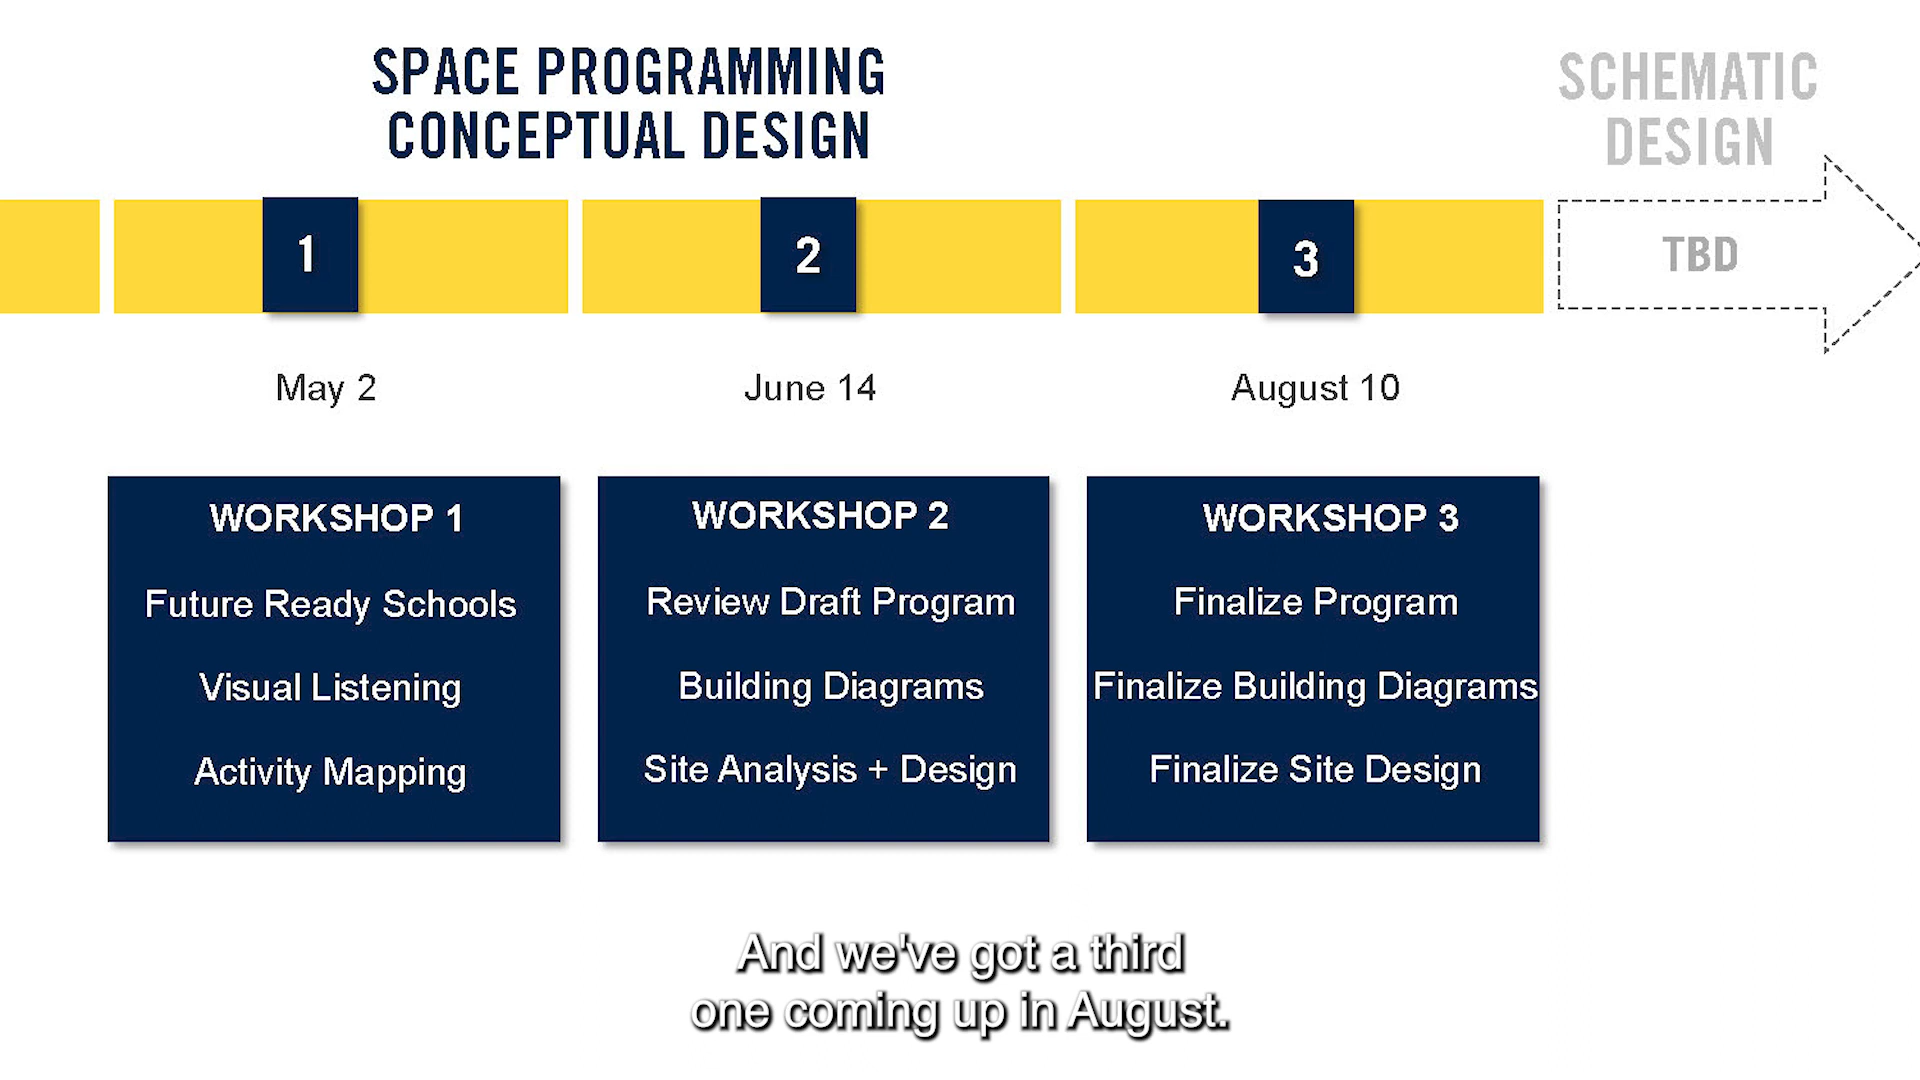 SPACE PROGRAMMING
CONCEPTUAL DESIGN
SCHEMATIC
DESIGN
1
2
3
TBD
May 2
June 14
August 10
WORKSHOP 1
Future Ready Schools
Visual Listening
Activity Mapping
WORKSHOP 2
Review Draft Program
Building Diagrams
Site Analysis + Design
WORKSHOP 3
Finalize Program
Finalize Building Diagrams
Finalize Site Design
And we've got a third
one coming up in August.